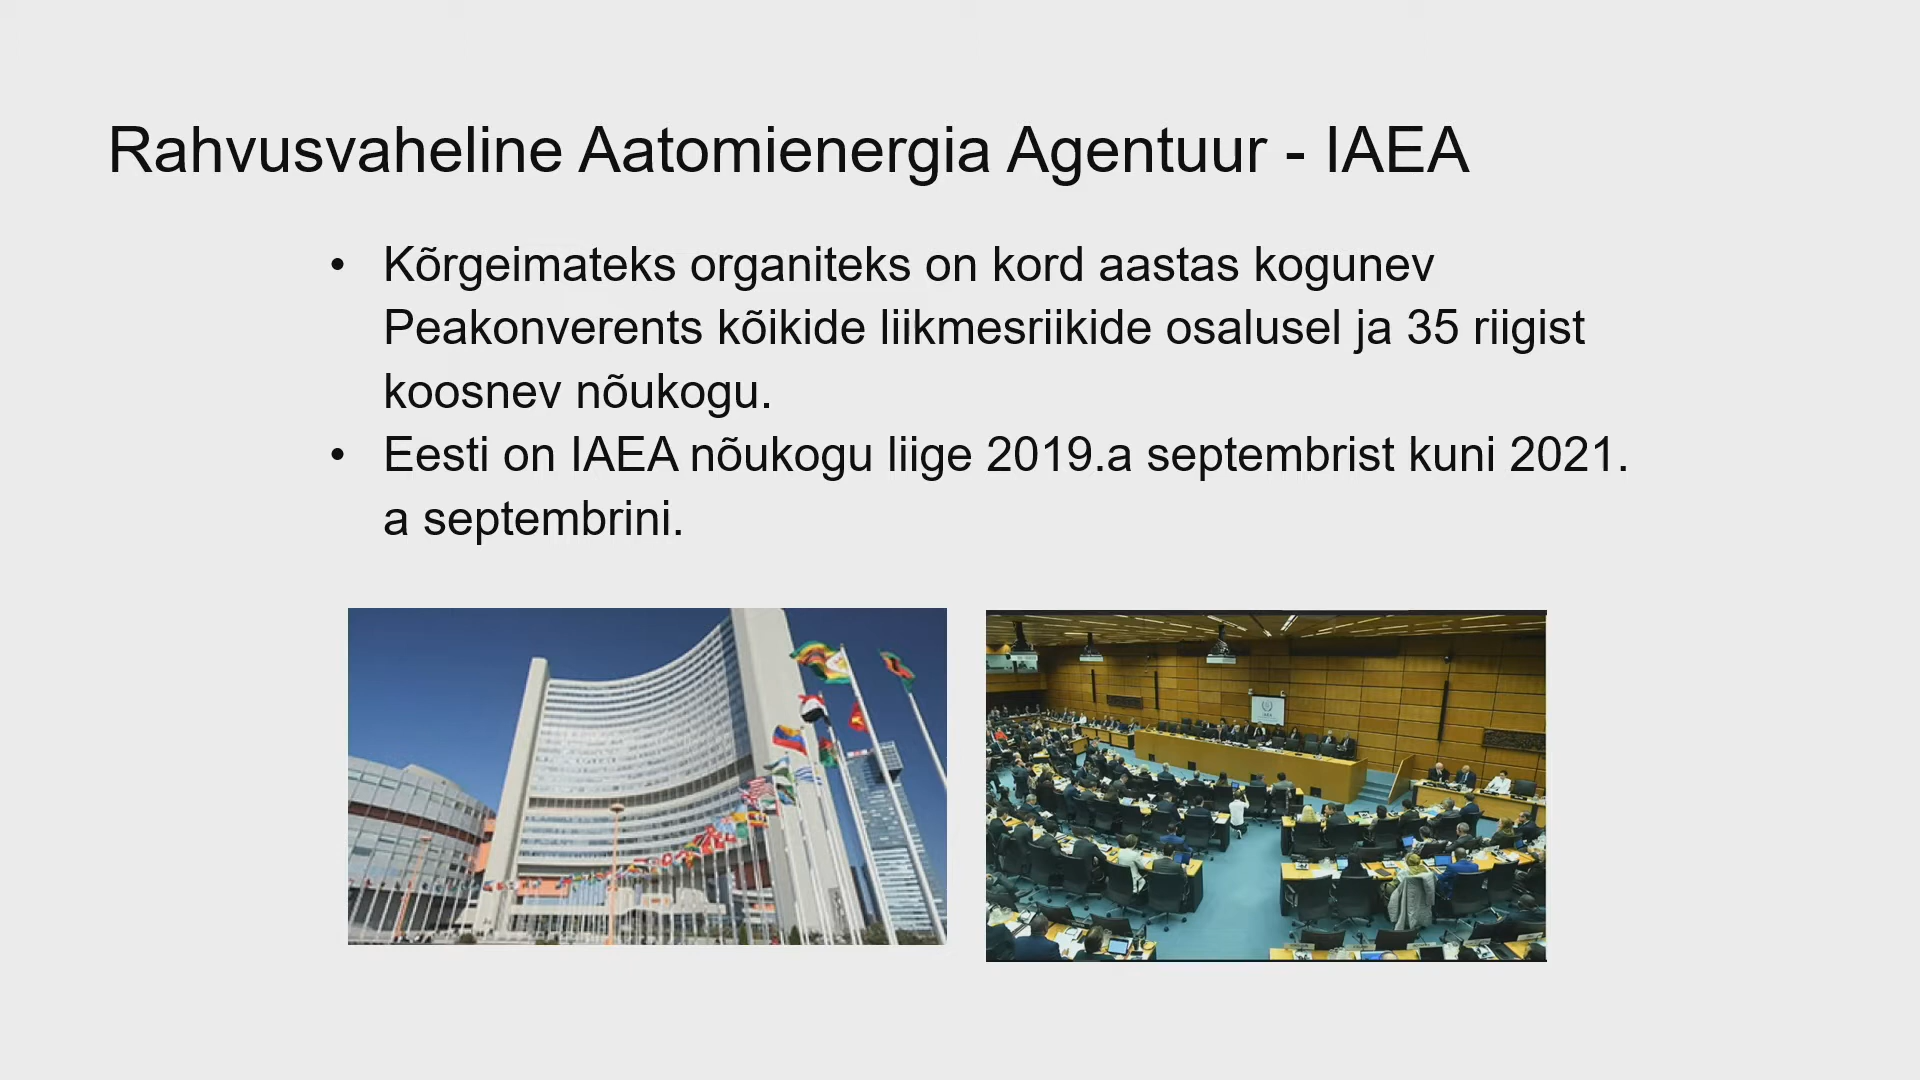 Rahvusvaheline Aatomienergia Agentuur - IAEA
• Kõrgeimateks organiteks on kord aastas kogunev
Peakonverents kõikide liikmesriikide osalusel ja 35 riigist
koosnev nõukogu.
• Eesti on IAEA nõukogu liige 2019.a septembrist kuni 2021.
a septembrini.